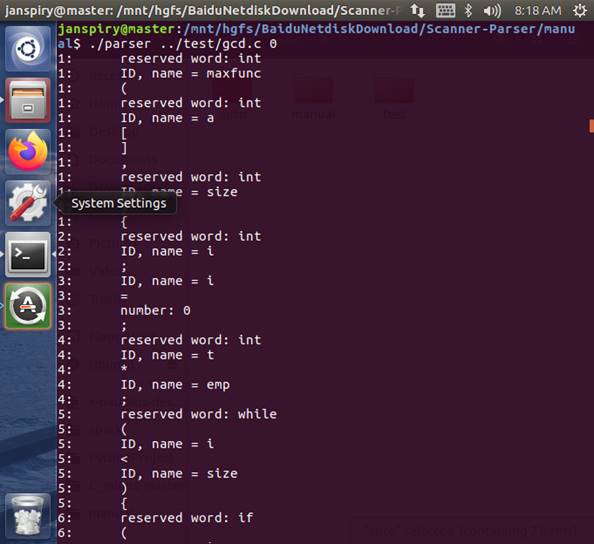 janspiry@master: /mnt/hgfs/BaiduNetdiskDownload/Scanner-P 8:18 AM
janspiry@master:/mnt/hgfs/BaiduNetdiskDownload/Scanner-Parser/manu
al$ ./parser ../test/gcd.c 0
1: reserved word: int
1: ID, name = maxfunc
1: (
1: reserved word: int
1: ID, name = a
1: [
1: ]
1: ,
1: reserved word: int
1: ID, name = size
System Settings
1: {
2: reserved word: int
2: ID, name = i
2: ;
3: ID, name = i
3: =
3: number: 0
3: ;
4: reserved word: int
4: ID, name = t
4: *
4: ID, name = emp
4: ;
5: reserved word: while
5: (
5: ID, name = i
5: <
5: ID, name = size
5: )
5: {
6: reserved word: if
6: (